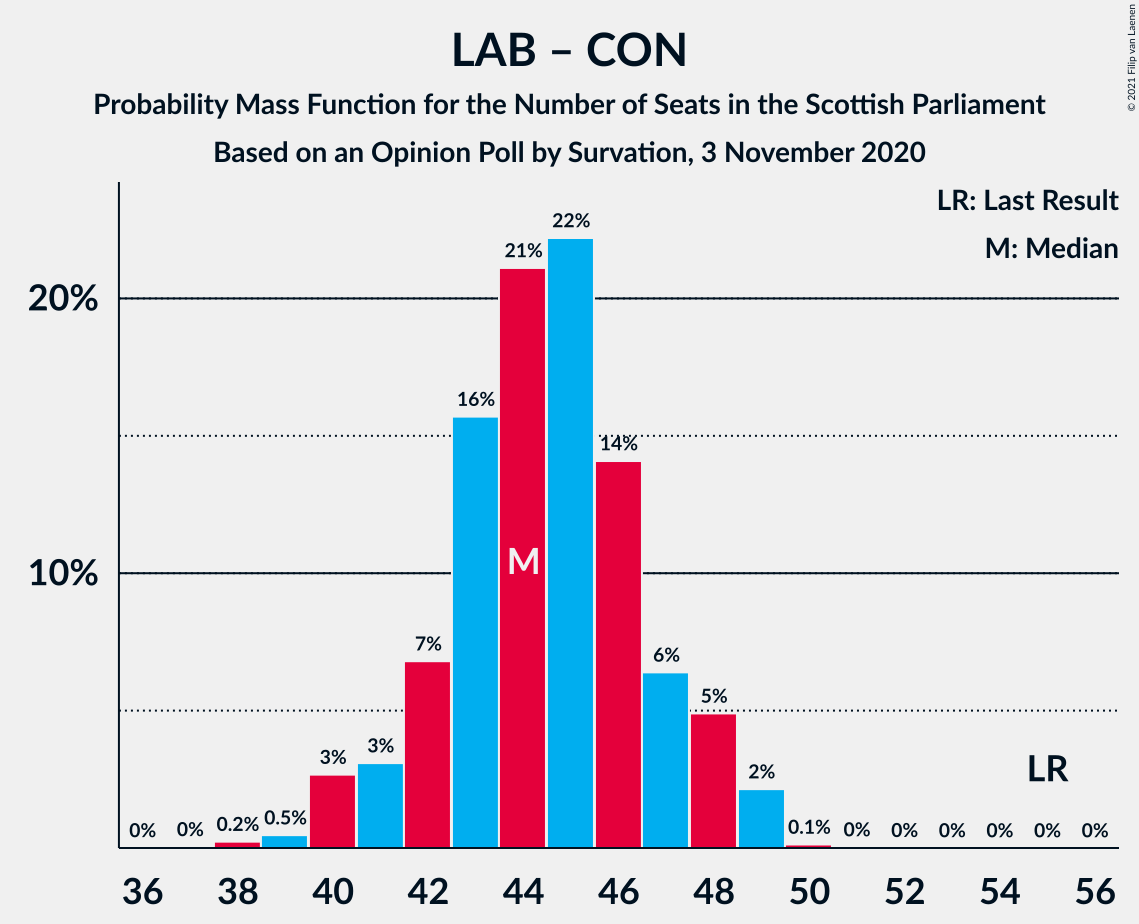 LAB – CON
Probability Mass Function for the Number of Seats in the Scottish Parliament
Based on an Opinion Poll by Survation, 3 November 2020
© 2021 Filip van Laenen
LR: Last Result
M: Median
20%
10%
0% 0% 0.2% 0.5% 3% 3% 7% 16% 21% 22% 14% 6% 5% 2% 0.1% 0% 0% 0% 0% 0% 0%
M
LR
36 38 40 42 44 46 48 50 52 54 56